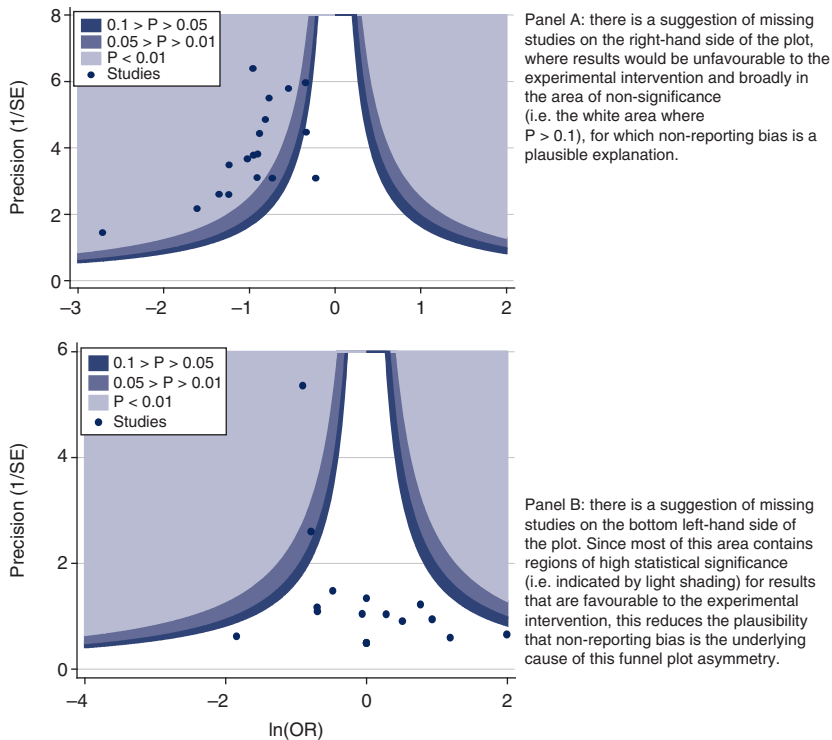 8
6
4
2
0
Precision (1/SE)
0.1 > P > 0.05
0.05 > P > 0.01
P < 0.01
Studies
−3
−2
−1
0
1
2
Panel A: there is a suggestion of missing
studies on the right-hand side of the plot,
where results would be unfavourable to the
experimental intervention and broadly in
the area of non-significance
(i.e. the white area where
P > 0.1), for which non-reporting bias is a
plausible explanation.
6
4
2
0
Precision (1/SE)
0.1 > P > 0.05
0.05 > P > 0.01
P < 0.01
Studies
−4
−2
0
2
ln(OR)
Panel B: there is a suggestion of missing
studies on the bottom left-hand side of
the plot. Since most of this area contains
regions of high statistical significance
(i.e. indicated by light shading) for results
that are favourable to the experimental
intervention, this reduces the plausibility
that non-reporting bias is the underlying
cause of this funnel plot asymmetry.